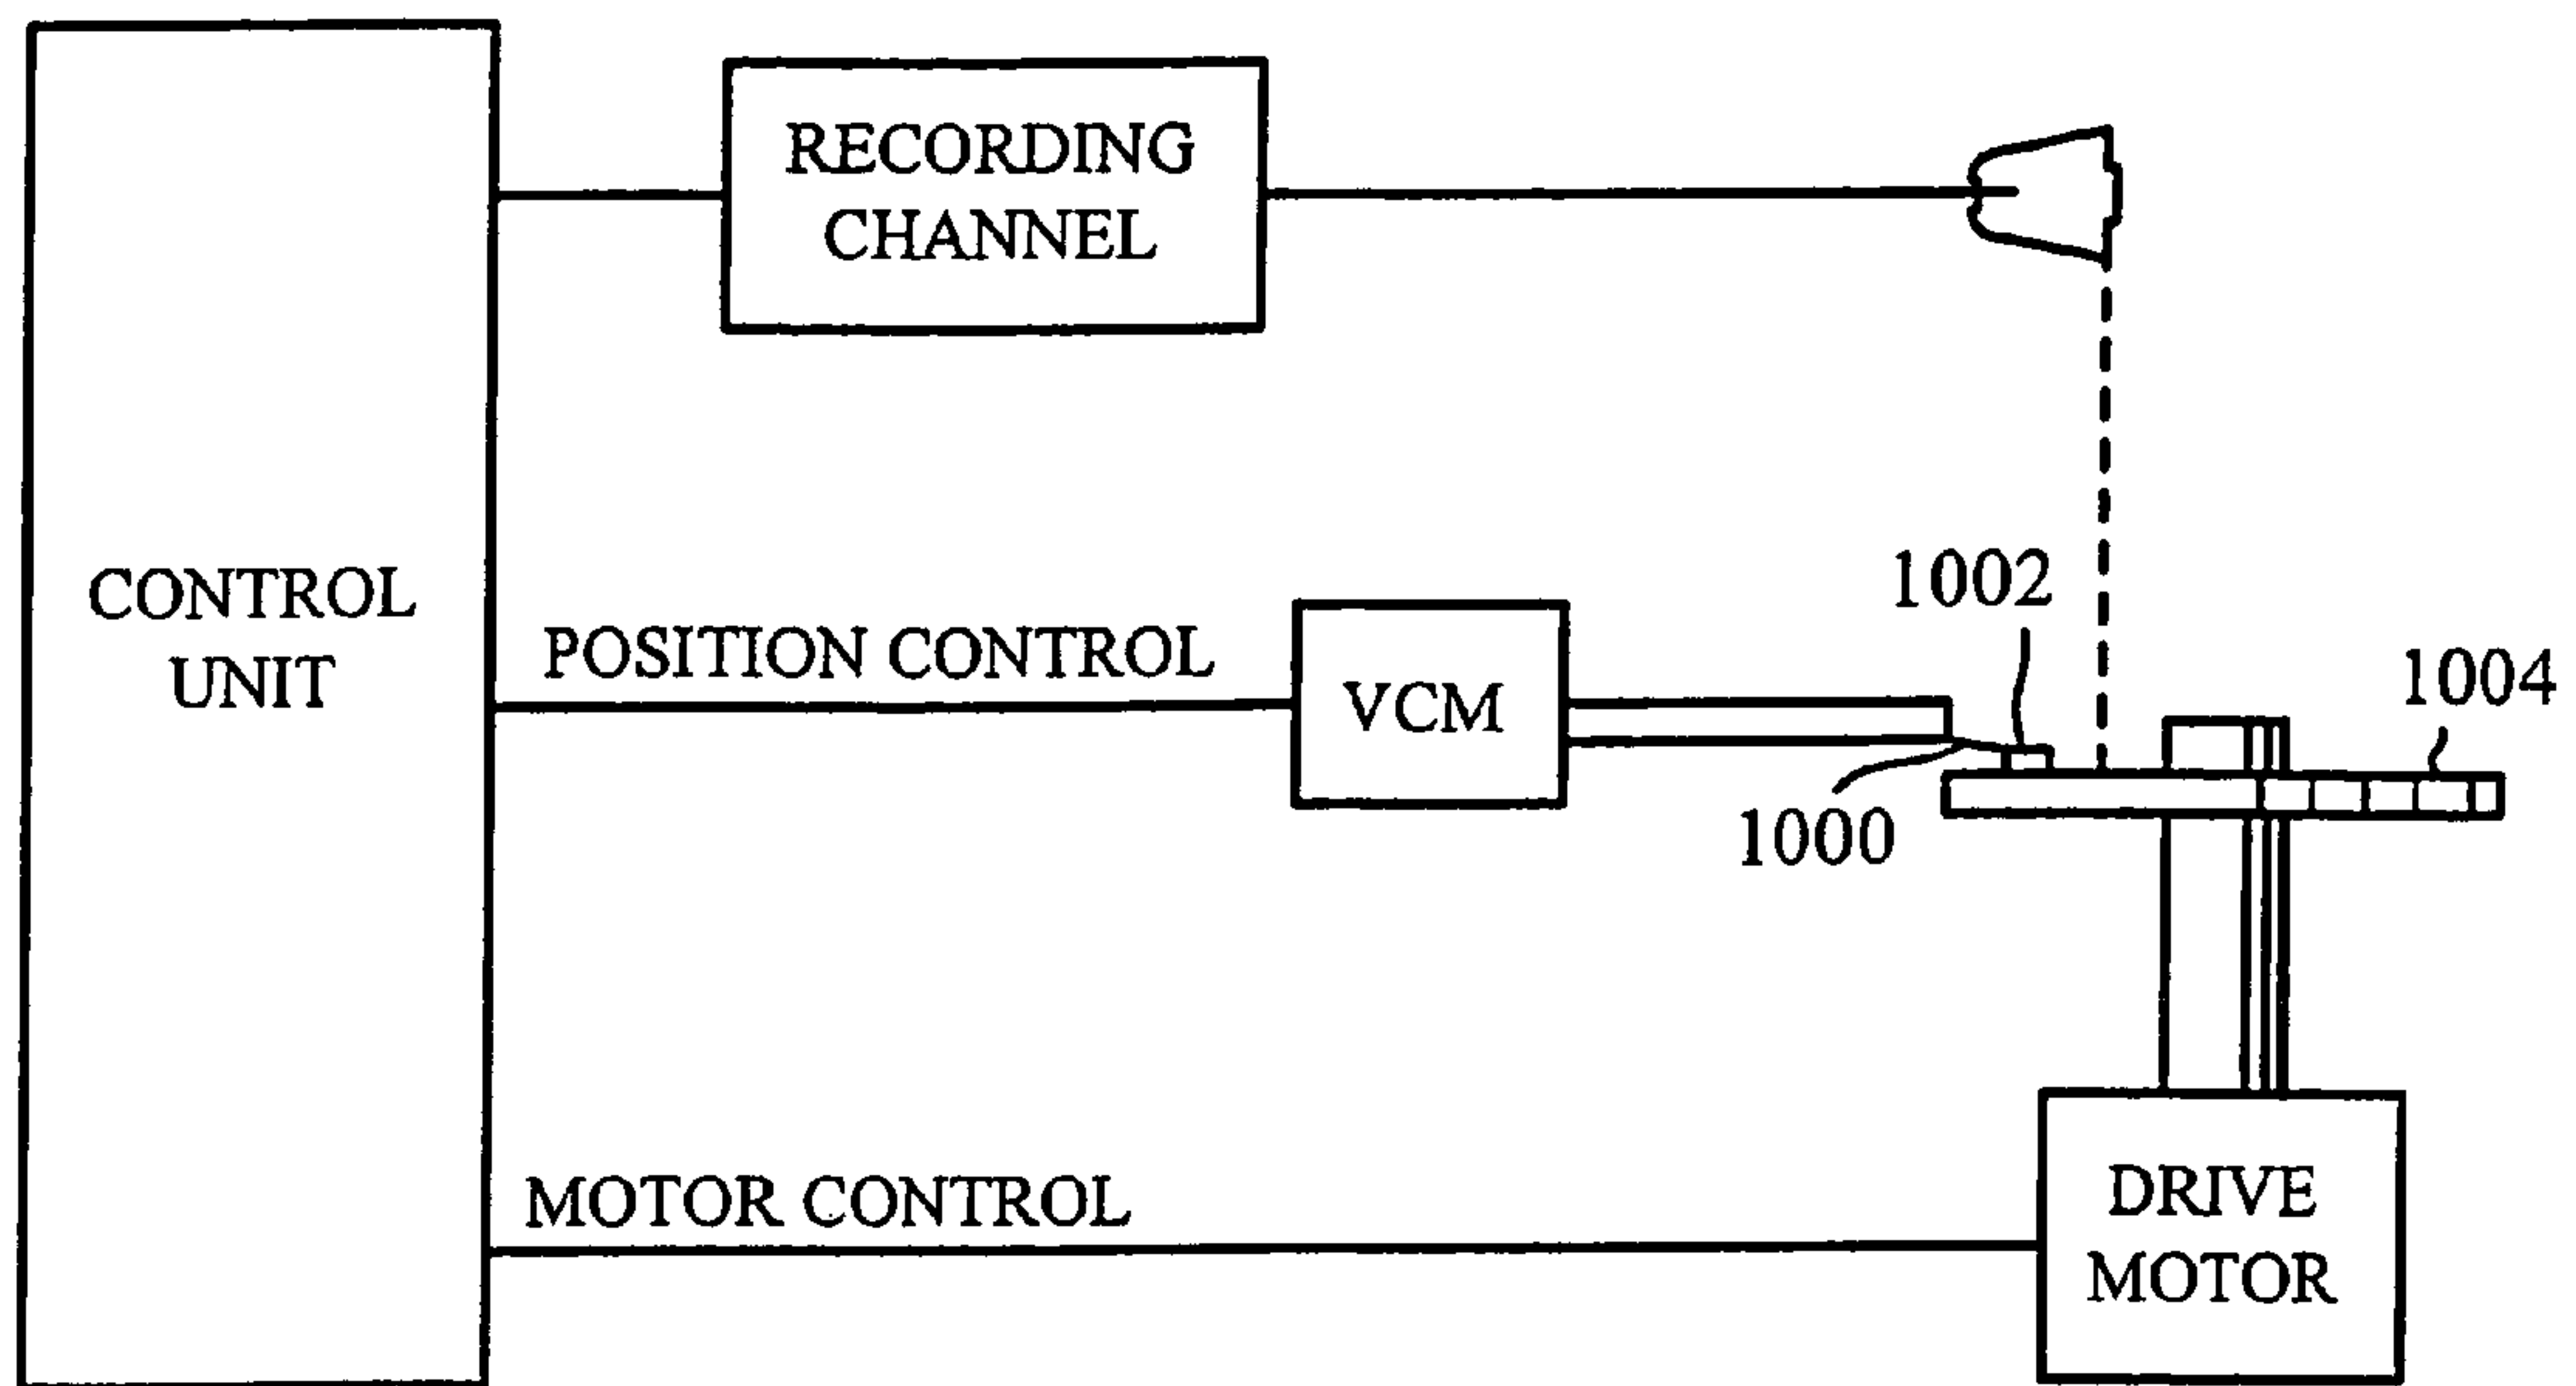 RECORDING
CHANNEL
CONTROL
UNIT
POSITION CONTROL
VCM
1002
1004
1000
MOTOR CONTROL
DRIVE
MOTOR